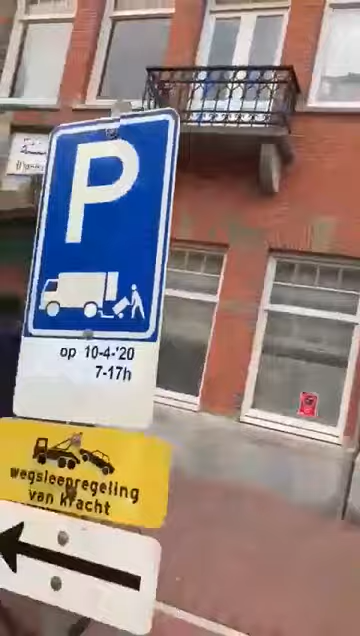 P
op 10-4-'20
7-17h
wegsleepregeling
van kracht